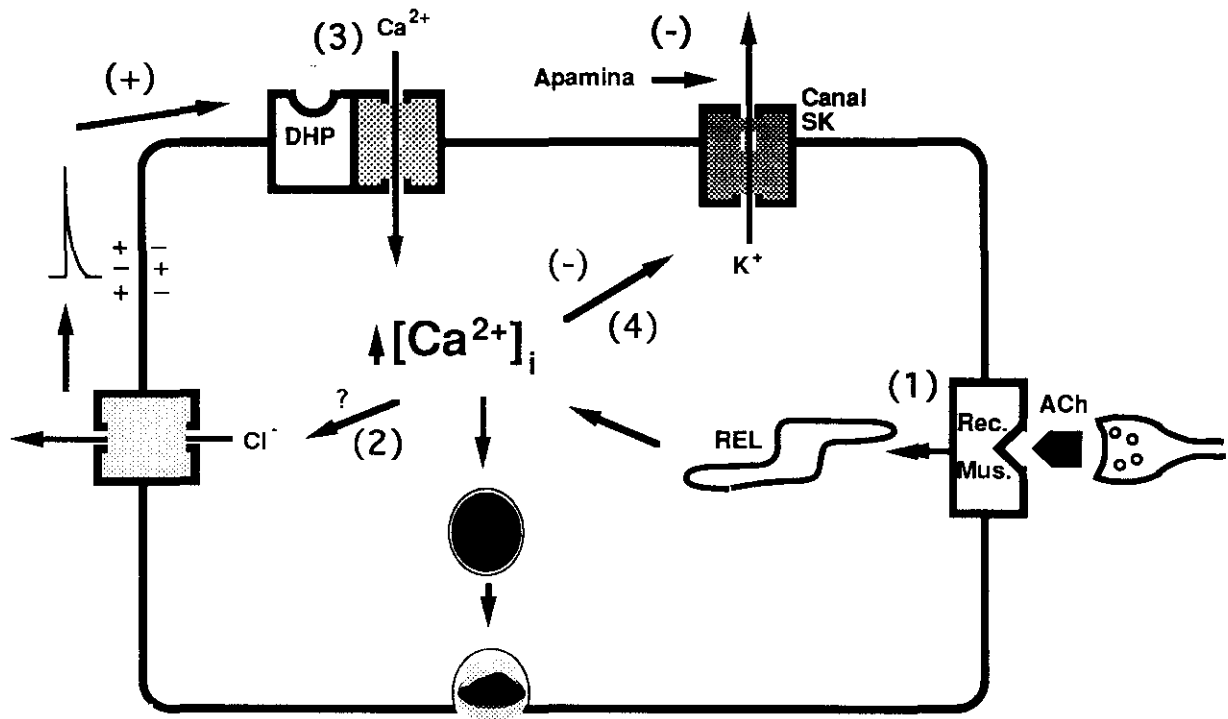 (3) Ca²⁺
(-)
(+)
Apamina
Canal
SK
DHP
+ −
− +
+ −
(-)
K⁺
(4)
[Ca²⁺]i
?
(2)
Cl⁻
(1)
ACh
REL
Rec.
Mus.